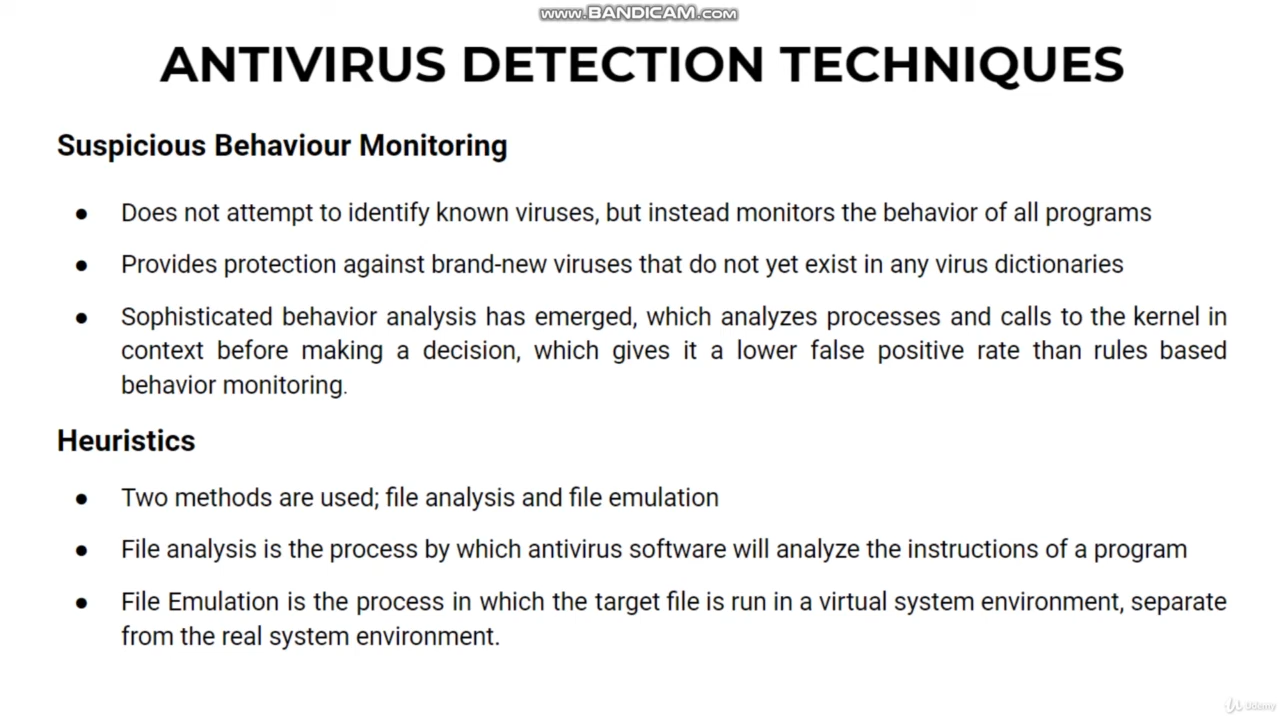 www.BANDICAM.com
ANTIVIRUS DETECTION TECHNIQUES
Suspicious Behaviour Monitoring
● Does not attempt to identify known viruses, but instead monitors the behavior of all programs
● Provides protection against brand-new viruses that do not yet exist in any virus dictionaries
● Sophisticated behavior analysis has emerged, which analyzes processes and calls to the kernel in
context before making a decision, which gives it a lower false positive rate than rules based
behavior monitoring.
Heuristics
● Two methods are used; file analysis and file emulation
● File analysis is the process by which antivirus software will analyze the instructions of a program
● File Emulation is the process in which the target file is run in a virtual system environment, separate
from the real system environment.
Udemy